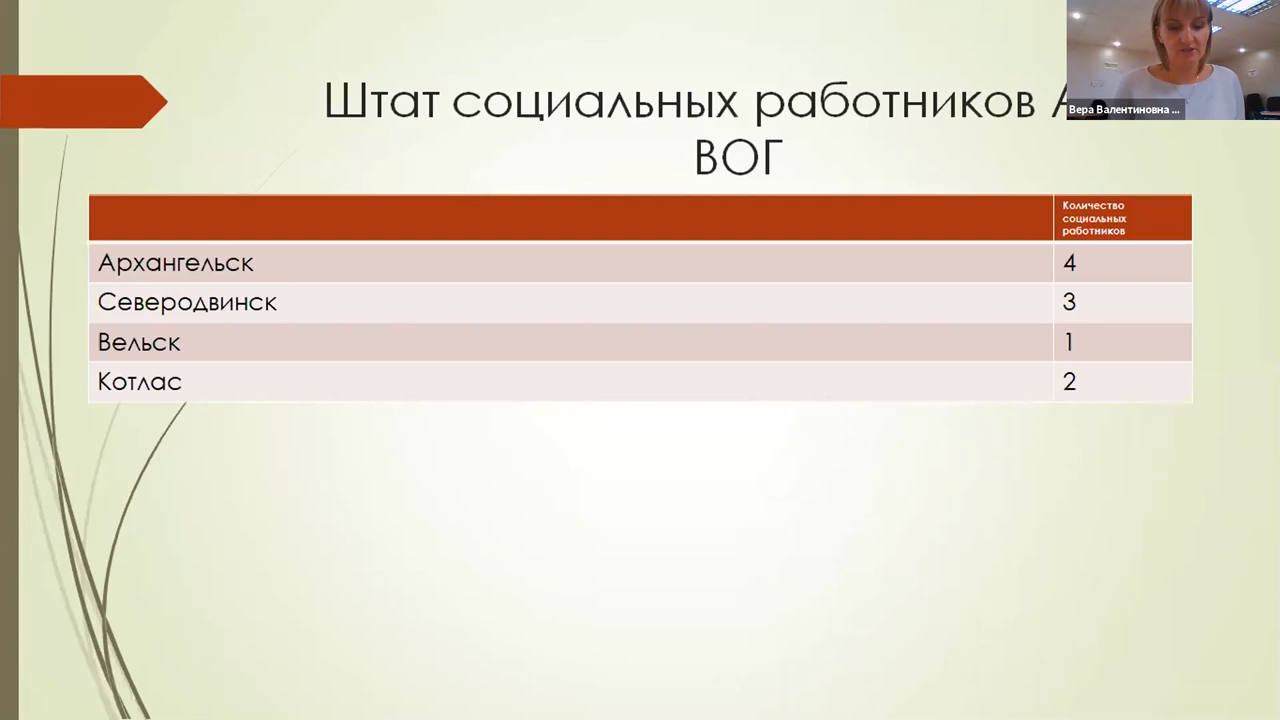 Штат социальных работников
ВОГ
Вера Валентиновна ...
Количество
социальных
работников
Архангельск 4
Северодвинск 3
Вельск 1
Котлас 2